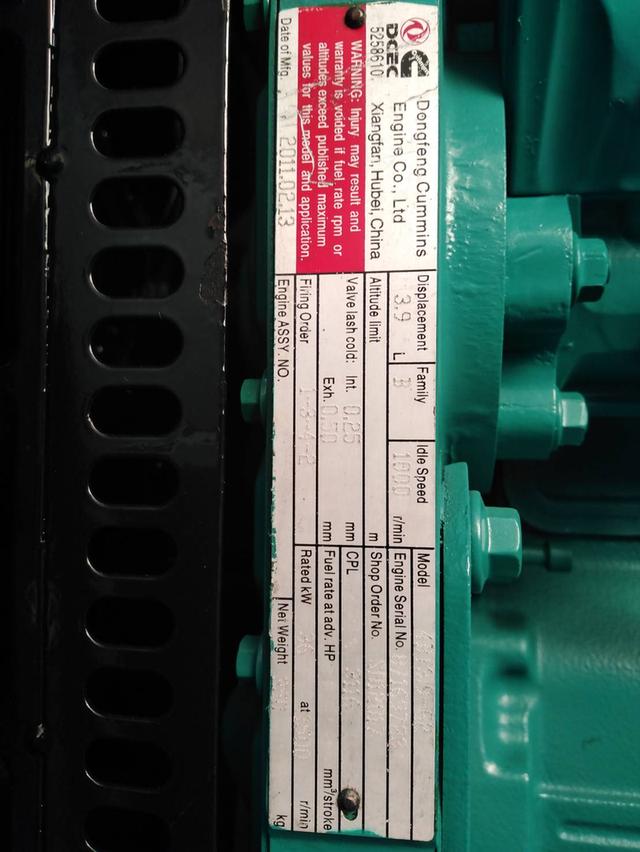 DCEC
5258610
Dongfeng Cummins
Engine Co., Ltd
Xiangfan, Hubei, China
WARNING: Injury may result and
warranty is voided if fuel rate rpm or
altitudes exceed published maximum
values for this model and application.
Date of Mfg. 2011.02.13
Displacement 3.9 L
Family B
Idle Speed 1000 r/min
Altitude limit m
Valve lash cold: Int. 0.25 mm
Exh. 0.50 mm
Firing Order 1-3-4-2
Engine ASSY. NO.
Model
Engine Serial No.
Shop Order No.
CPL
Fuel rate at adv. HP mm³/stroke
Rated kW 36 at r/min
Net Weight kg